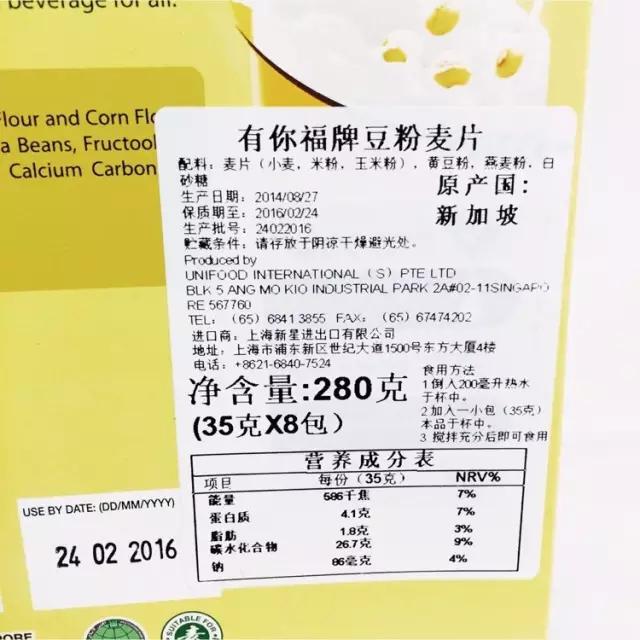 beverage for all.
Flour and Corn Flo
a Beans, Fructool
Calcium Carbon
有你福牌豆粉麦片
配料：麦片（小麦，米粉，玉米粉），黄豆粉，燕麦粉，白
砂糖
原产国：
新加坡
生产日期：2014/08/27
保质期至：2016/02/24
生产批号：24022016
贮藏条件：请存放于阴凉干燥避光处。
Produced by
UNIFOOD INTERNATIONAL (S) PTE LTD
BLK 5 ANG MO KIO INDUSTRIAL PARK 2A#02-11SINGAPO
RE 567760
TEL: (65) 6841 3855 FAX: (65) 67474202
进口商：上海新星进出口有限公司
地址：上海市浦东新区世纪大道1500号东方大厦4楼
电话：+8621-6840-7524
净含量:280克
(35克X8包）
食用方法
1 倒入200毫升热水
于杯中。
2 加入一小包（35克）
本品于杯中。
3 搅拌充分后即可食用
营养成分表
项目 每份（35克） NRV%
能量 586千焦 7%
蛋白质 4.1克 7%
脂肪 1.8克 3%
碳水化合物 26.7克 9%
钠 86毫克 4%
USE BY DATE: (DD/MM/YYYY)
24 02 2016
SUITABLE FOR